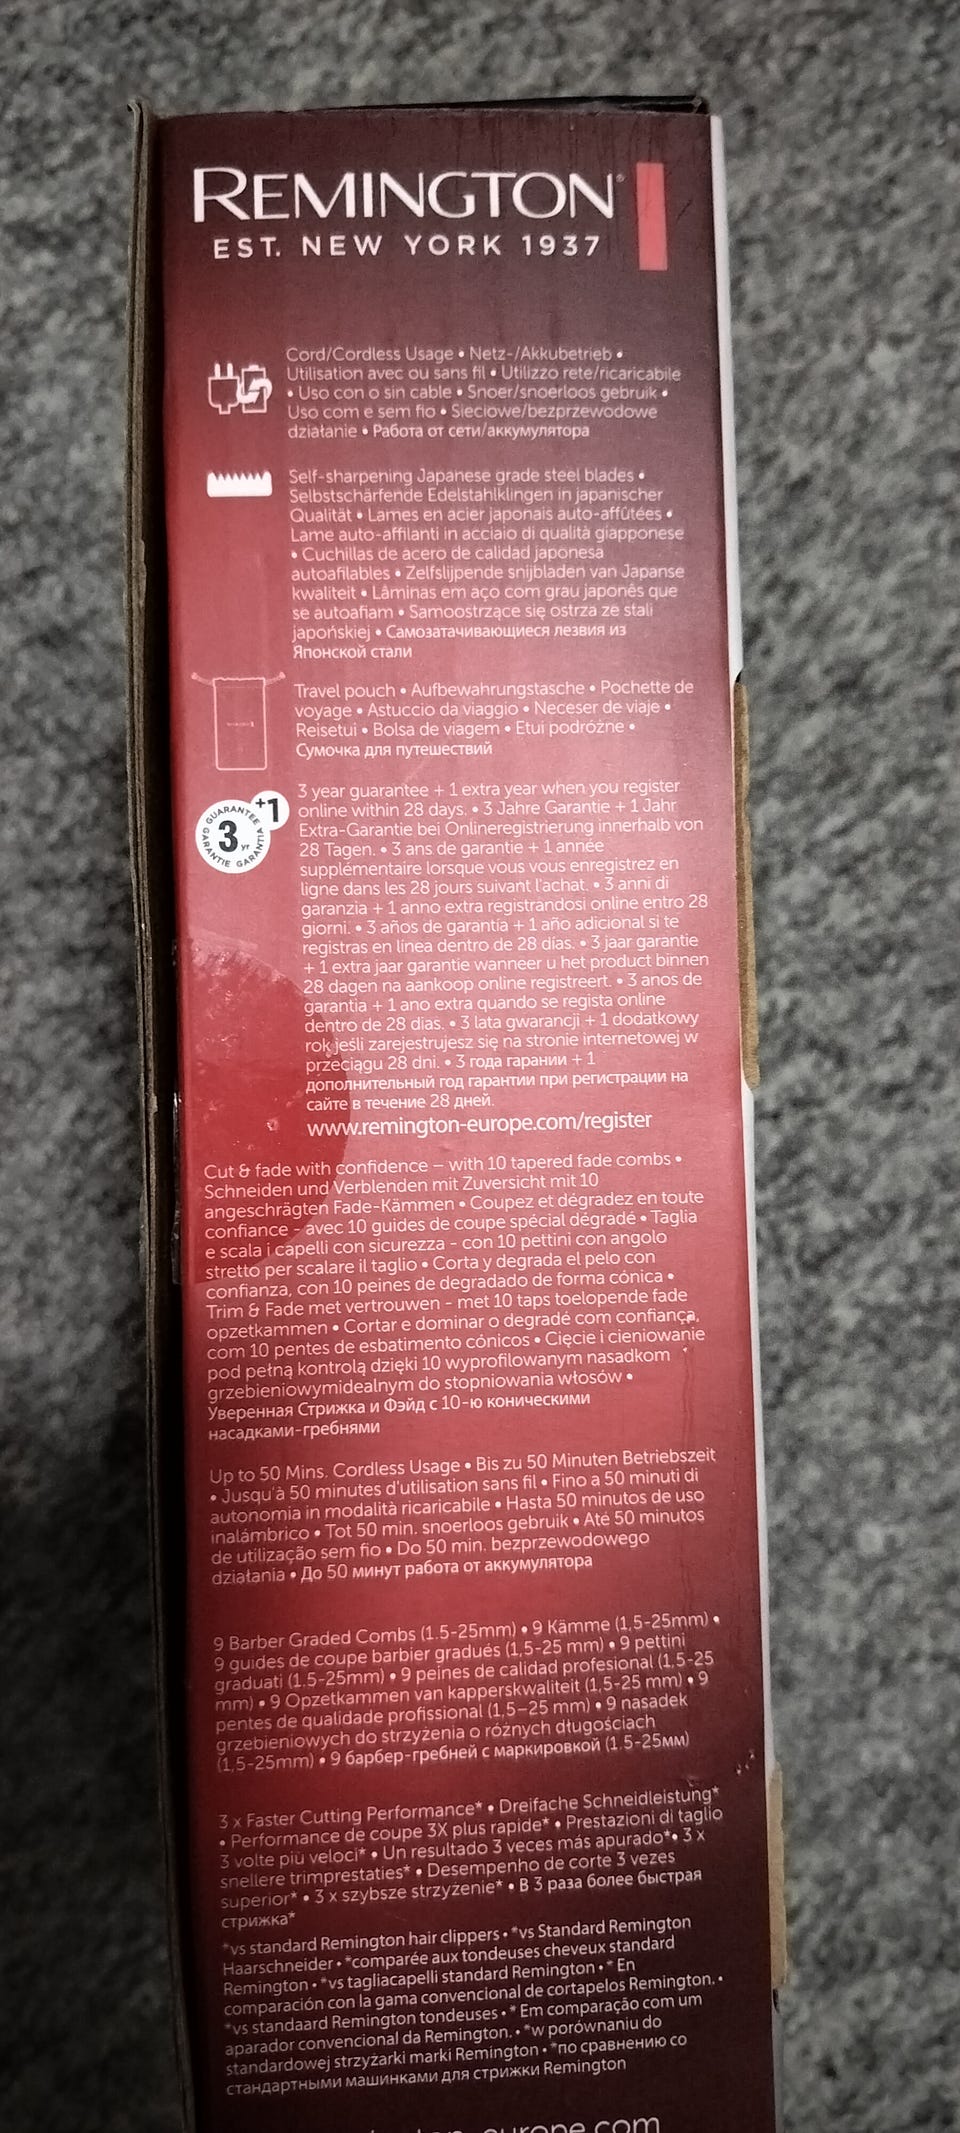 REMINGTON®
EST. NEW YORK 1937
Cord/Cordless Usage • Netz-/Akkubetrieb •
Utilisation avec ou sans fil • Utilizzo rete/ricaricabile
• Uso con o sin cable • Snoer/snoerloos gebruik •
Uso com e sem fio • Sieciowe/bezprzewodowe
działanie • Работа от сети/аккумулятора
Self-sharpening Japanese grade steel blades •
Selbstschärfende Edelstahlklingen in japanischer
Qualität • Lames en acier japonais auto-affûtées •
Lame auto-affilanti in acciaio di qualità giapponese
• Cuchillas de acero de calidad japonesa
autoafilables • Zelfslijpende snijbladen van Japanse
kwaliteit • Lâminas em aço com grau japonês que
se autoafiam • Samoostrzące się ostrza ze stali
japońskiej • Самозатачивающиеся лезвия из
Японской стали
Travel pouch • Aufbewahrungstasche • Pochette de
voyage • Astuccio da viaggio • Neceser de viaje •
Reisetui • Bolsa de viagem • Etui podróżne •
Сумочка для путешествий
GUARANTEE GARANTIE GARANTIA
3 yr
+1
3 year guarantee + 1 extra year when you register
online within 28 days. • 3 Jahre Garantie + 1 Jahr
Extra-Garantie bei Onlineregistrierung innerhalb von
28 Tagen. • 3 ans de garantie + 1 année
supplémentaire lorsque vous vous enregistrez en
ligne dans les 28 jours suivant l'achat. • 3 anni di
garanzia + 1 anno extra registrandosi online entro 28
giorni. • 3 años de garantía + 1 año adicional si te
registras en línea dentro de 28 días. • 3 jaar garantie
+ 1 extra jaar garantie wanneer u het product binnen
28 dagen na aankoop online registreert. • 3 anos de
garantia + 1 ano extra quando se regista online
dentro de 28 dias. • 3 lata gwarancji + 1 dodatkowy
rok jeśli zarejestrujesz się na stronie internetowej w
przeciągu 28 dni. • 3 года гарании + 1
дополнительный год гарантии при регистрации на
сайте в течение 28 дней.
www.remington-europe.com/register
Cut & fade with confidence – with 10 tapered fade combs •
Schneiden und Verblenden mit Zuversicht mit 10
angeschrägten Fade-Kämmen • Coupez et dégradez en toute
confiance - avec 10 guides de coupe spécial dégradé • Taglia
e scala i capelli con sicurezza - con 10 pettini con angolo
stretto per scalare il taglio • Corta y degrada el pelo con
confianza, con 10 peines de degradado de forma cónica •
Trim & Fade met vertrouwen - met 10 taps toelopende fade
opzetkammen • Cortar e dominar o degradé com confiança,
com 10 pentes de esbatimento cónicos • Cięcie i cieniowanie
pod pełną kontrolą dzięki 10 wyprofilowanym nasadkom
grzebieniowymidealnym do stopniowania włosów •
Уверенная Стрижка и Фэйд с 10-ю коническими
насадками-гребнями
Up to 50 Mins. Cordless Usage • Bis zu 50 Minuten Betriebszeit
• Jusqu'à 50 minutes d'utilisation sans fil • Fino a 50 minuti di
autonomia in modalità ricaricabile • Hasta 50 minutos de uso
inalámbrico • Tot 50 min. snoerloos gebruik • Até 50 minutos
de utilização sem fio • Do 50 min. bezprzewodowego
działania • До 50 минут работа от аккумулятора
9 Barber Graded Combs (1.5-25mm) • 9 Kämme (1,5-25mm) •
9 guides de coupe barbier gradués (1,5-25 mm) • 9 pettini
graduati (1.5-25mm) • 9 peines de calidad profesional (1,5-25
mm) • 9 Opzetkammen van kapperskwaliteit (1,5-25 mm) • 9
pentes de qualidade profissional (1,5–25 mm) • 9 nasadek
grzebieniowych do strzyżenia o różnych długościach
(1,5-25mm) • 9 барбер-гребней с маркировкой (1.5-25мм)
3 x Faster Cutting Performance* • Dreifache Schneidleistung*
• Performance de coupe 3X plus rapide* • Prestazioni di taglio
3 volte più veloci* • Un resultado 3 veces más apurado* • 3 x
snellere trimprestaties* • Desempenho de corte 3 vezes
superior* • 3 x szybsze strzyżenie* • В 3 раза более быстрая
стрижка*
*vs standard Remington hair clippers • *vs Standard Remington
Haarschneider • *comparée aux tondeuses cheveux standard
Remington • *vs tagliacapelli standard Remington • * En
comparación con la gama convencional de cortapelos Remington. •
*vs standaard Remington tondeuses • * Em comparação com um
aparador convencional da Remington. • *w porównaniu do
standardowej strzyżarki marki Remington • *по сравнению со
стандартными машинками для стрижки Remington
europe.com